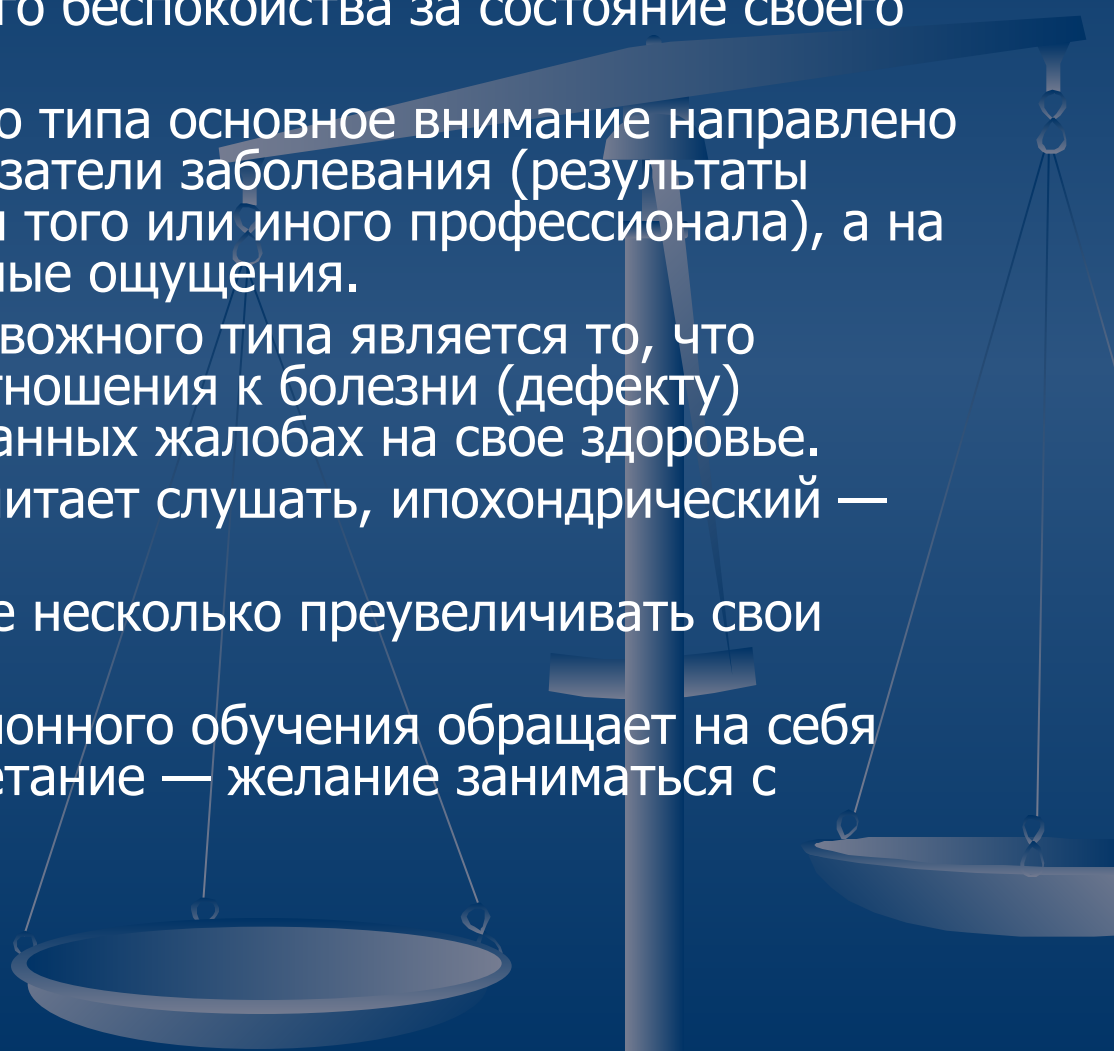 го беспокойства за состояние своего
о типа основное внимание направлено
затели заболевания (результаты
того или иного профессионала), а на
ные ощущения.
вожного типа является то, что
тношения к болезни (дефекту)
анных жалобах на свое здоровье.
итает слушать, ипохондрический —
е несколько преувеличивать свои
ионного обучения обращает на себя
етание — желание заниматься с